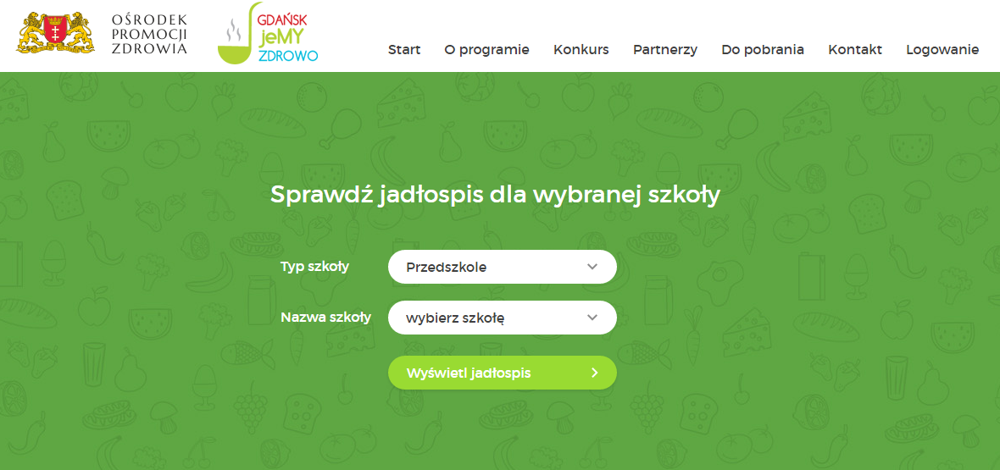 OŚRODEK
PROMOCJI
ZDROWIA
GDAŃSK
jeMY
ZDROWO
Start O programie Konkurs Partnerzy Do pobrania Kontakt Logowanie
Sprawdź jadłospis dla wybranej szkoły
Typ szkoły Przedszkole
Nazwa szkoły wybierz szkołę
Wyświetl jadłospis